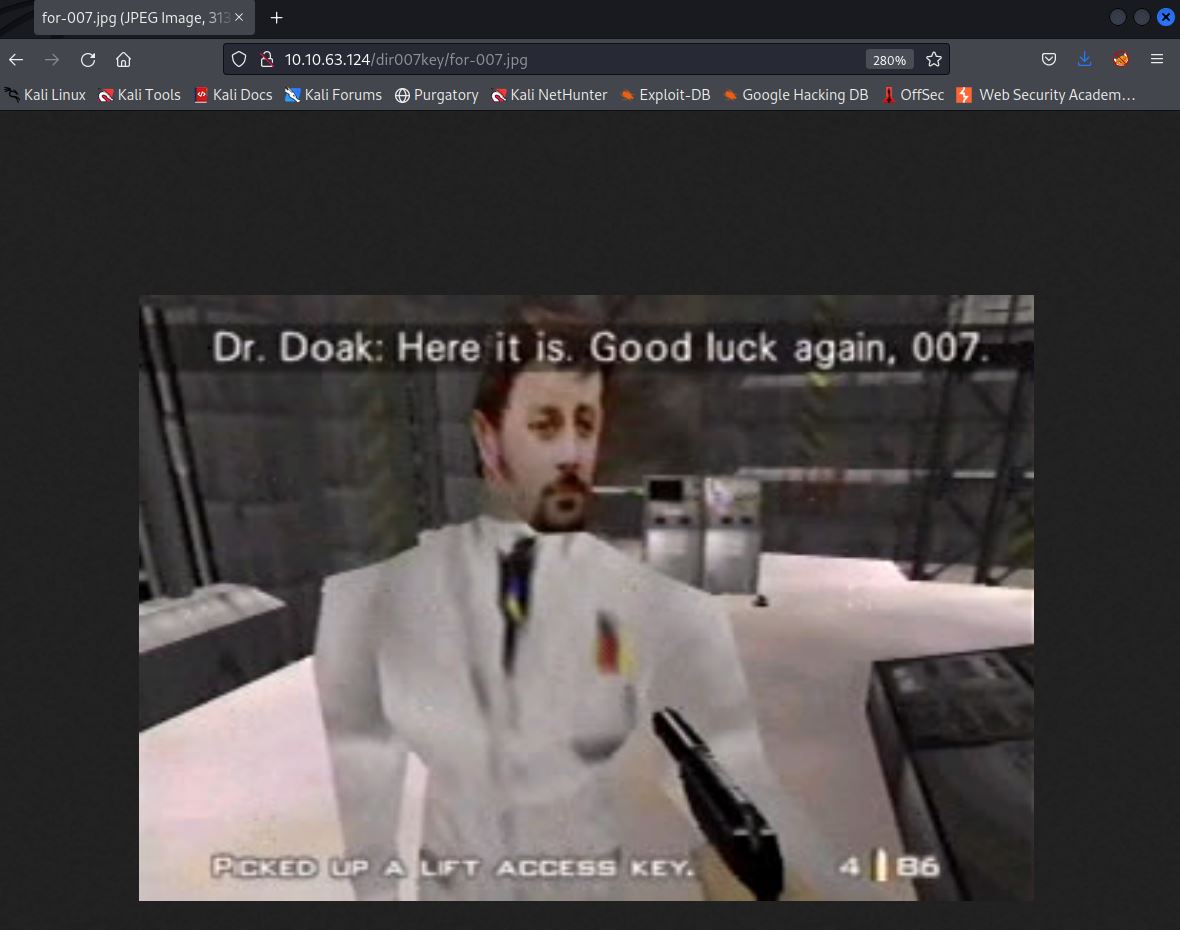 for-007.jpg (JPEG Image, 313
10.10.63.124/dir007key/for-007.jpg
280%
Kali Linux Kali Tools Kali Docs Kali Forums Purgatory Kali NetHunter Exploit-DB Google Hacking DB OffSec Web Security Academ…
Dr. Doak: Here it is. Good luck again, 007.
PICKED UP A LIFT ACCESS KEY.
4 86